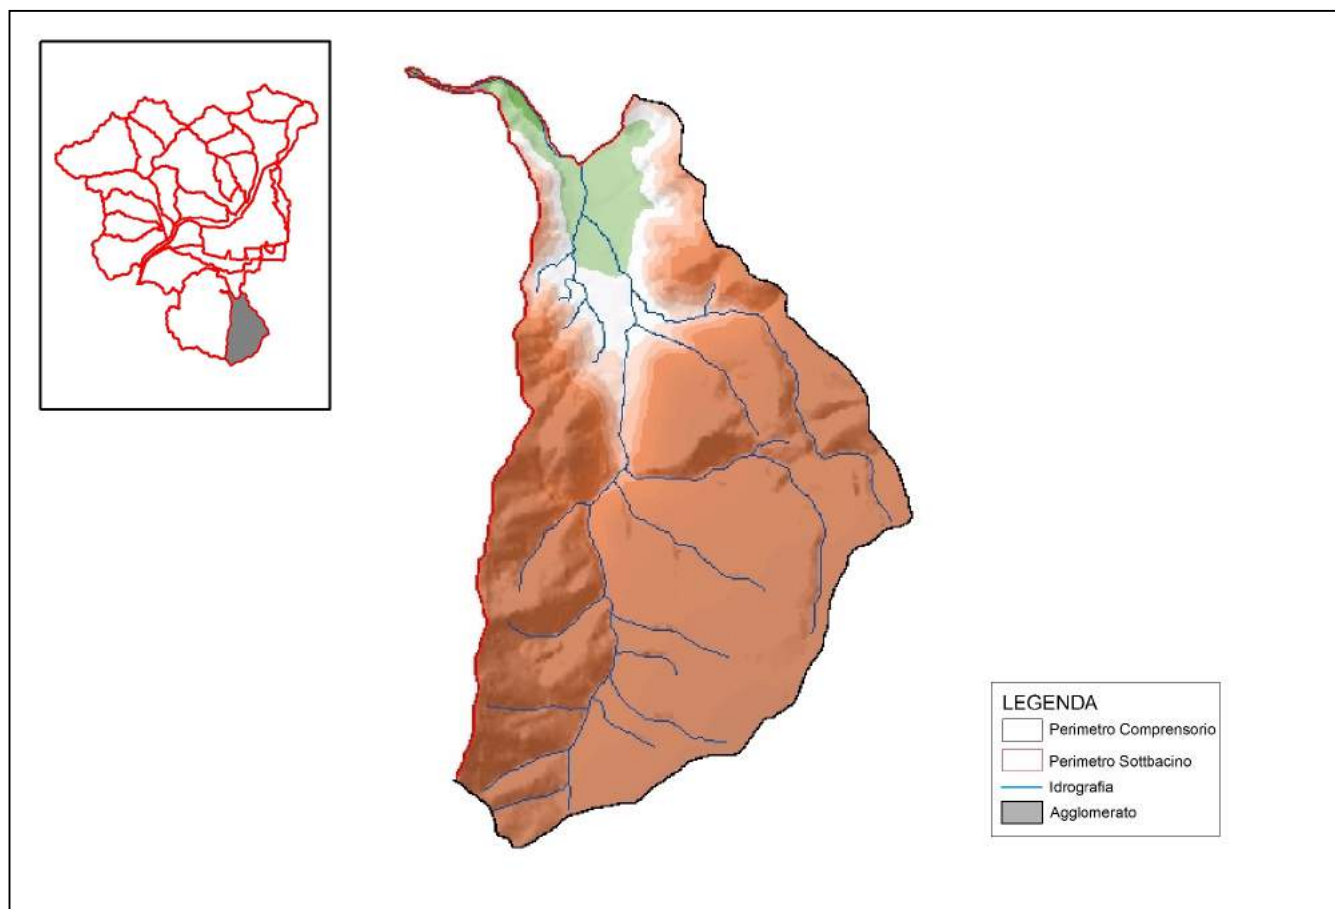 LEGENDA
Perimetro Comprensorio
Perimetro Sottbacino
Idrografia
Agglomerato